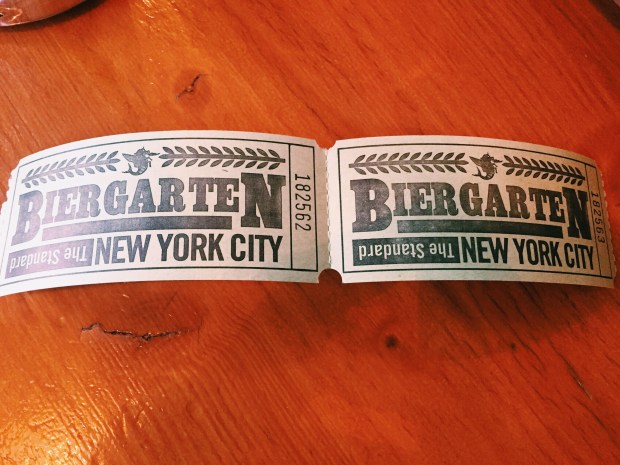 BIERGARTEN
The Standard NEW YORK CITY
182562
BIERGARTEN
The Standard NEW YORK CITY
182563